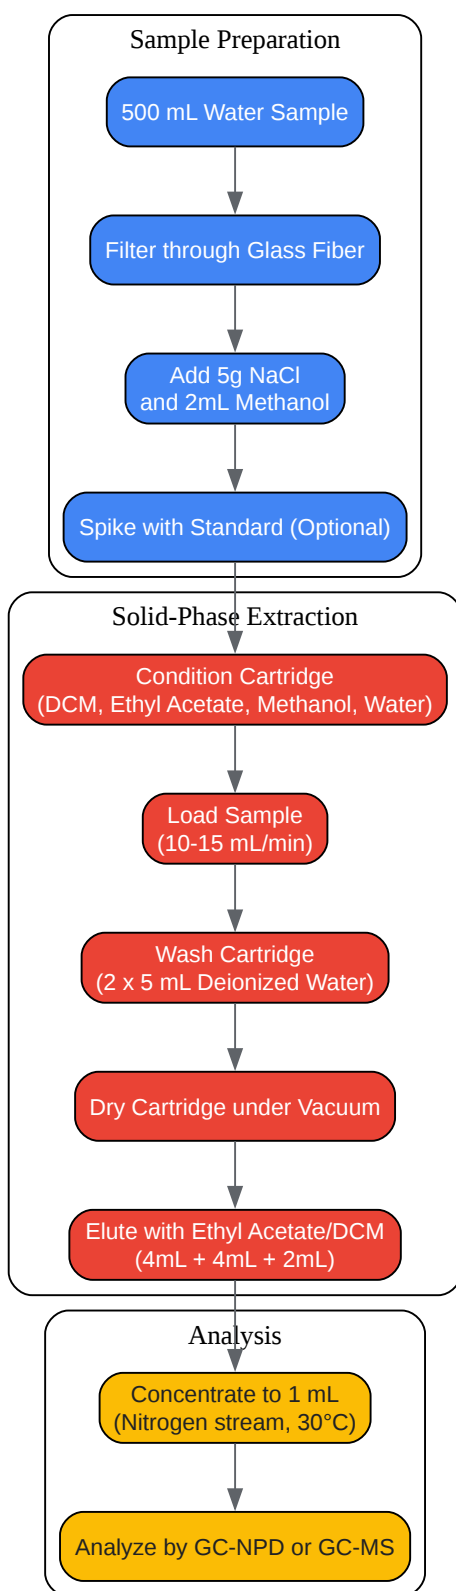 Sample Preparation
500 mL Water Sample
Filter through Glass Fiber
Add 5g NaCl
and 2mL Methanol
Spike with Standard (Optional)
Solid-Phase Extraction
Condition Cartridge
(DCM, Ethyl Acetate, Methanol, Water)
Load Sample
(10-15 mL/min)
Wash Cartridge
(2 x 5 mL Deionized Water)
Dry Cartridge under Vacuum
Elute with Ethyl Acetate/DCM
(4mL + 4mL + 2mL)
Analysis
Concentrate to 1 mL
(Nitrogen stream, 30°C)
Analyze by GC-NPD or GC-MS